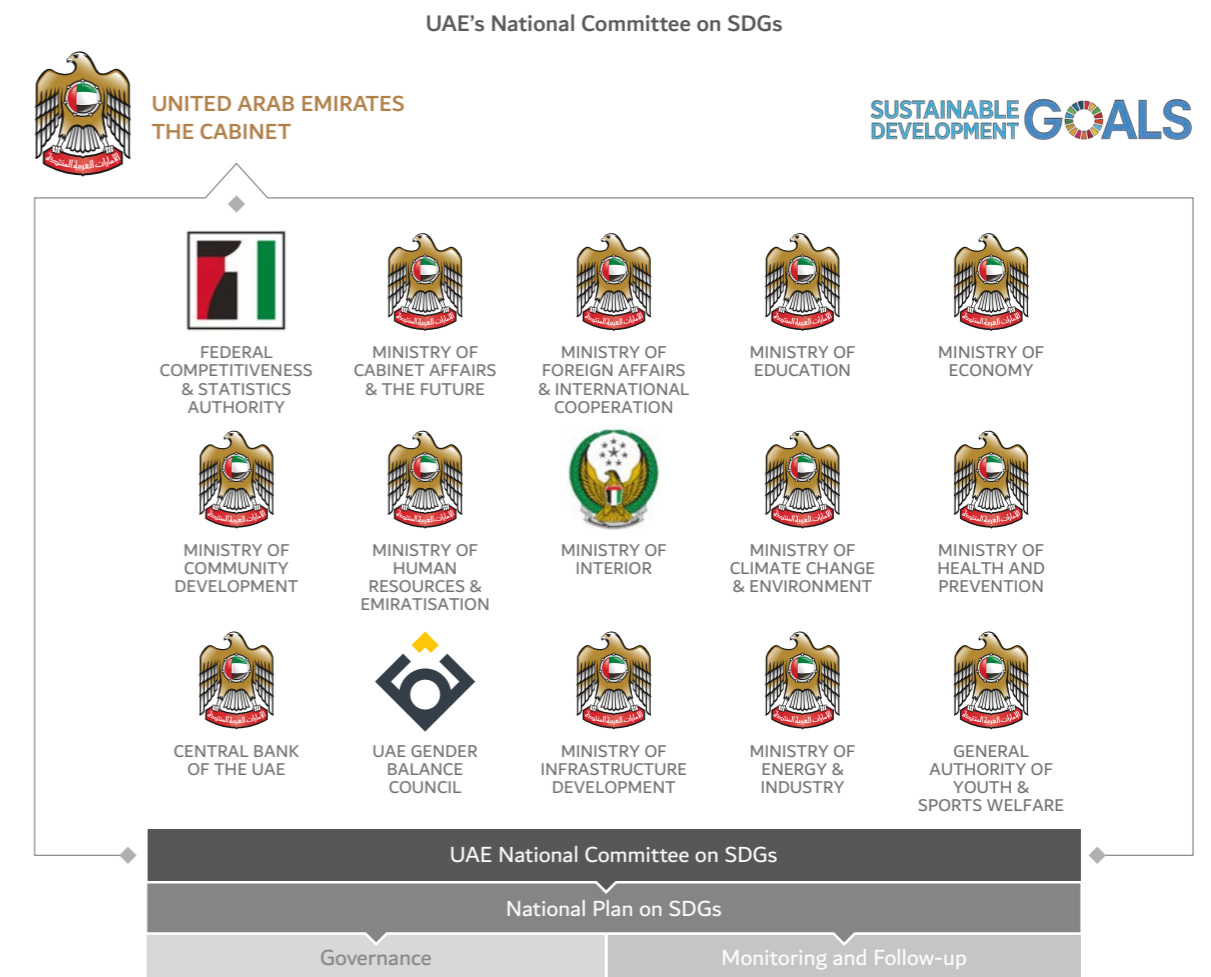 UAE's National Committee on SDGs
UNITED ARAB EMIRATES
THE CABINET
SUSTAINABLE
DEVELOPMENT
GOALS
FEDERAL
COMPETITIVENESS
& STATISTICS
AUTHORITY
MINISTRY OF
CABINET AFFAIRS
& THE FUTURE
MINISTRY OF
FOREIGN AFFAIRS
& INTERNATIONAL
COOPERATION
MINISTRY OF
EDUCATION
MINISTRY OF
ECONOMY
MINISTRY OF
COMMUNITY
DEVELOPMENT
MINISTRY OF
HUMAN
RESOURCES &
EMIRATISATION
MINISTRY OF
INTERIOR
MINISTRY OF
CLIMATE CHANGE
& ENVIRONMENT
MINISTRY OF
HEALTH AND
PREVENTION
CENTRAL BANK
OF THE UAE
UAE GENDER
BALANCE
COUNCIL
MINISTRY OF
INFRASTRUCTURE
DEVELOPMENT
MINISTRY OF
ENERGY &
INDUSTRY
GENERAL
AUTHORITY OF
YOUTH &
SPORTS WELFARE
UAE National Committee on SDGs
National Plan on SDGs
Governance
Monitoring and Follow-up